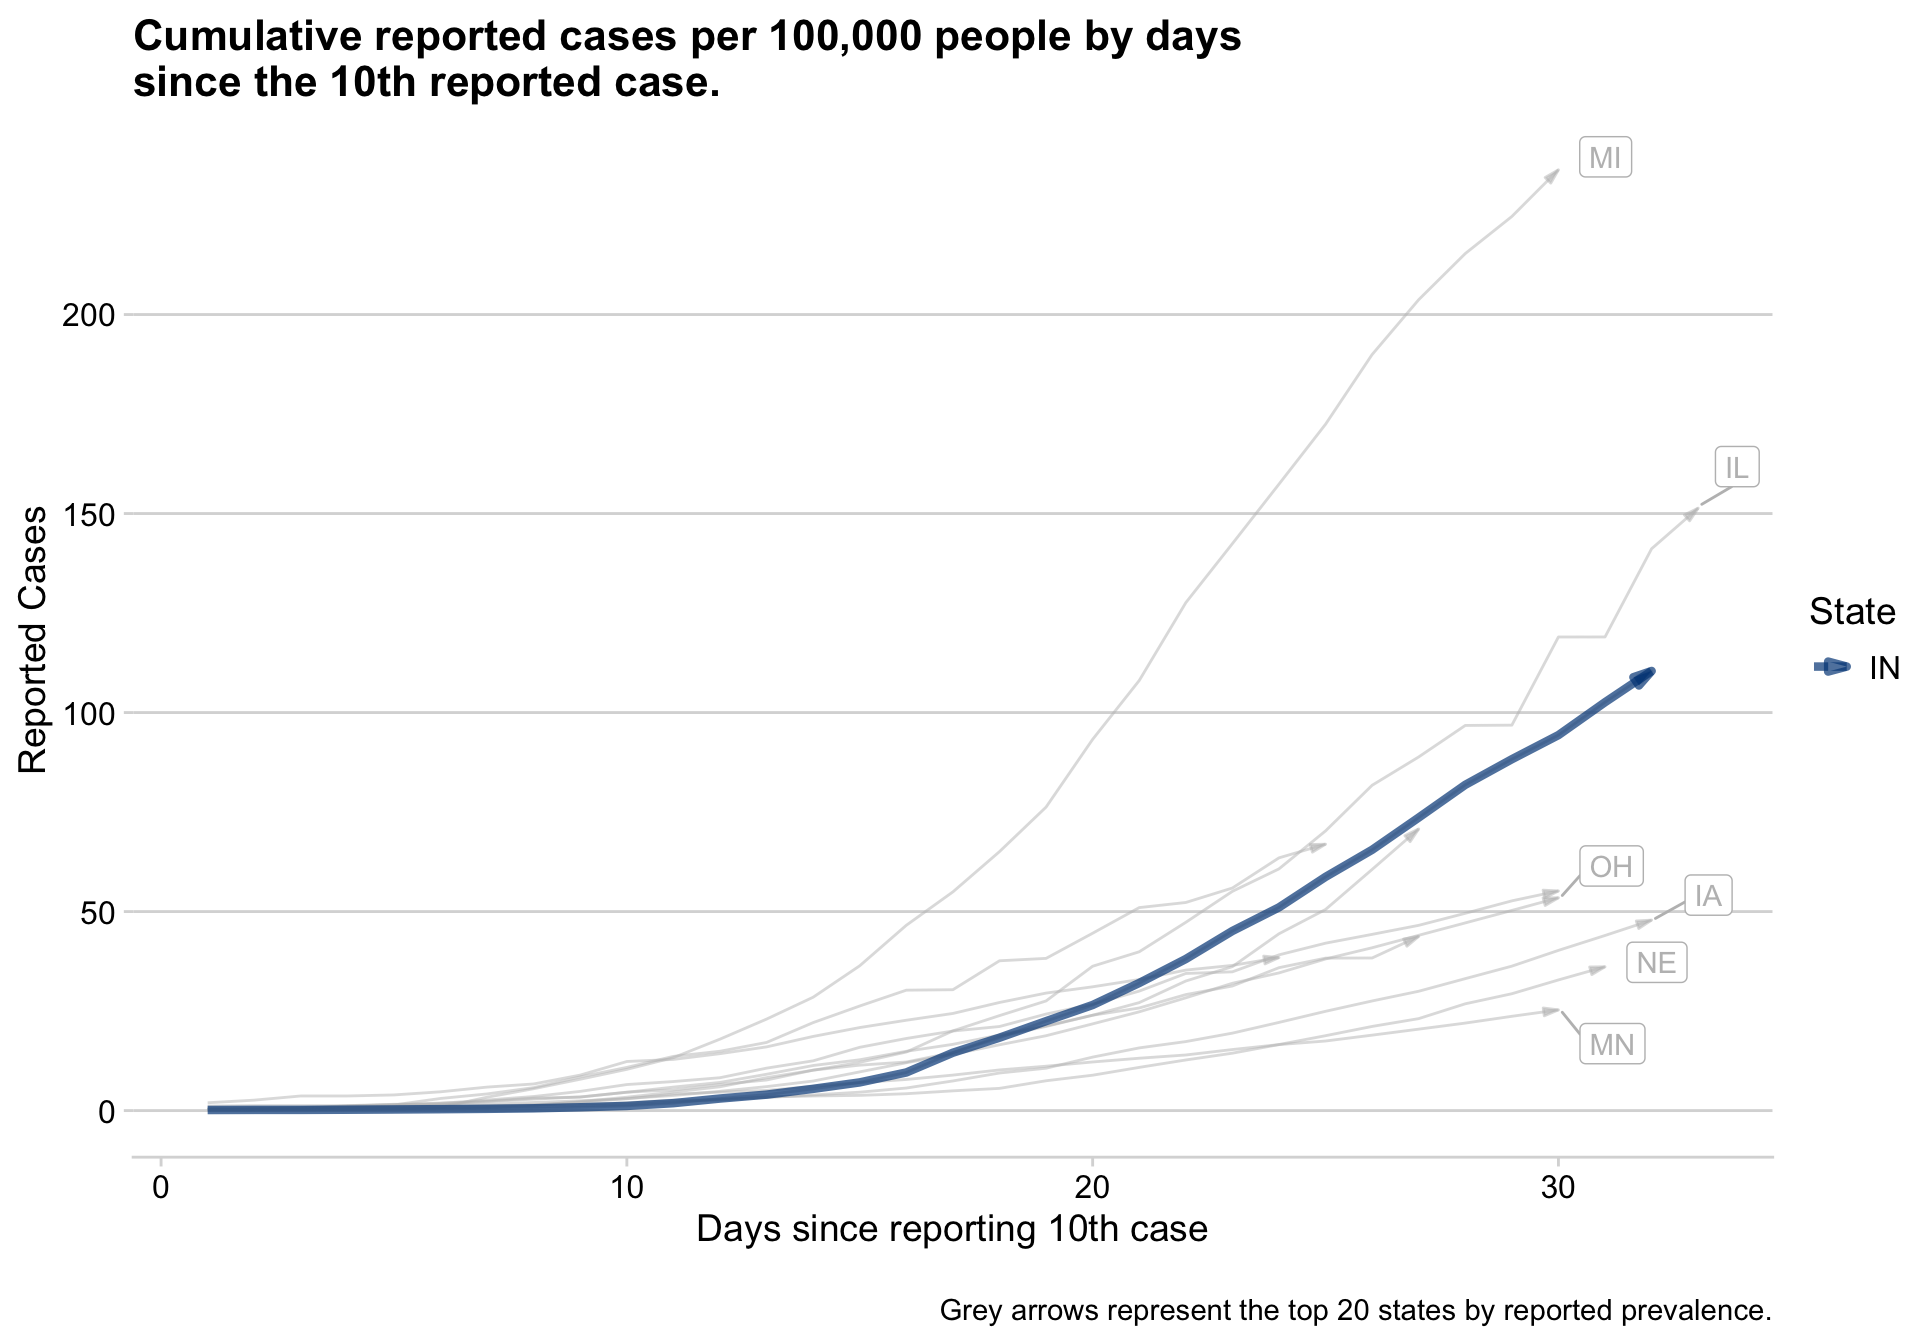 Cumulative reported cases per 100,000 people by days
since the 10th reported case.
MI
200
IL
150
Reported Cases
State
IN
100
OH
IA
50
NE
MN
0
0 10 20 30
Days since reporting 10th case
Grey arrows represent the top 20 states by reported prevalence.